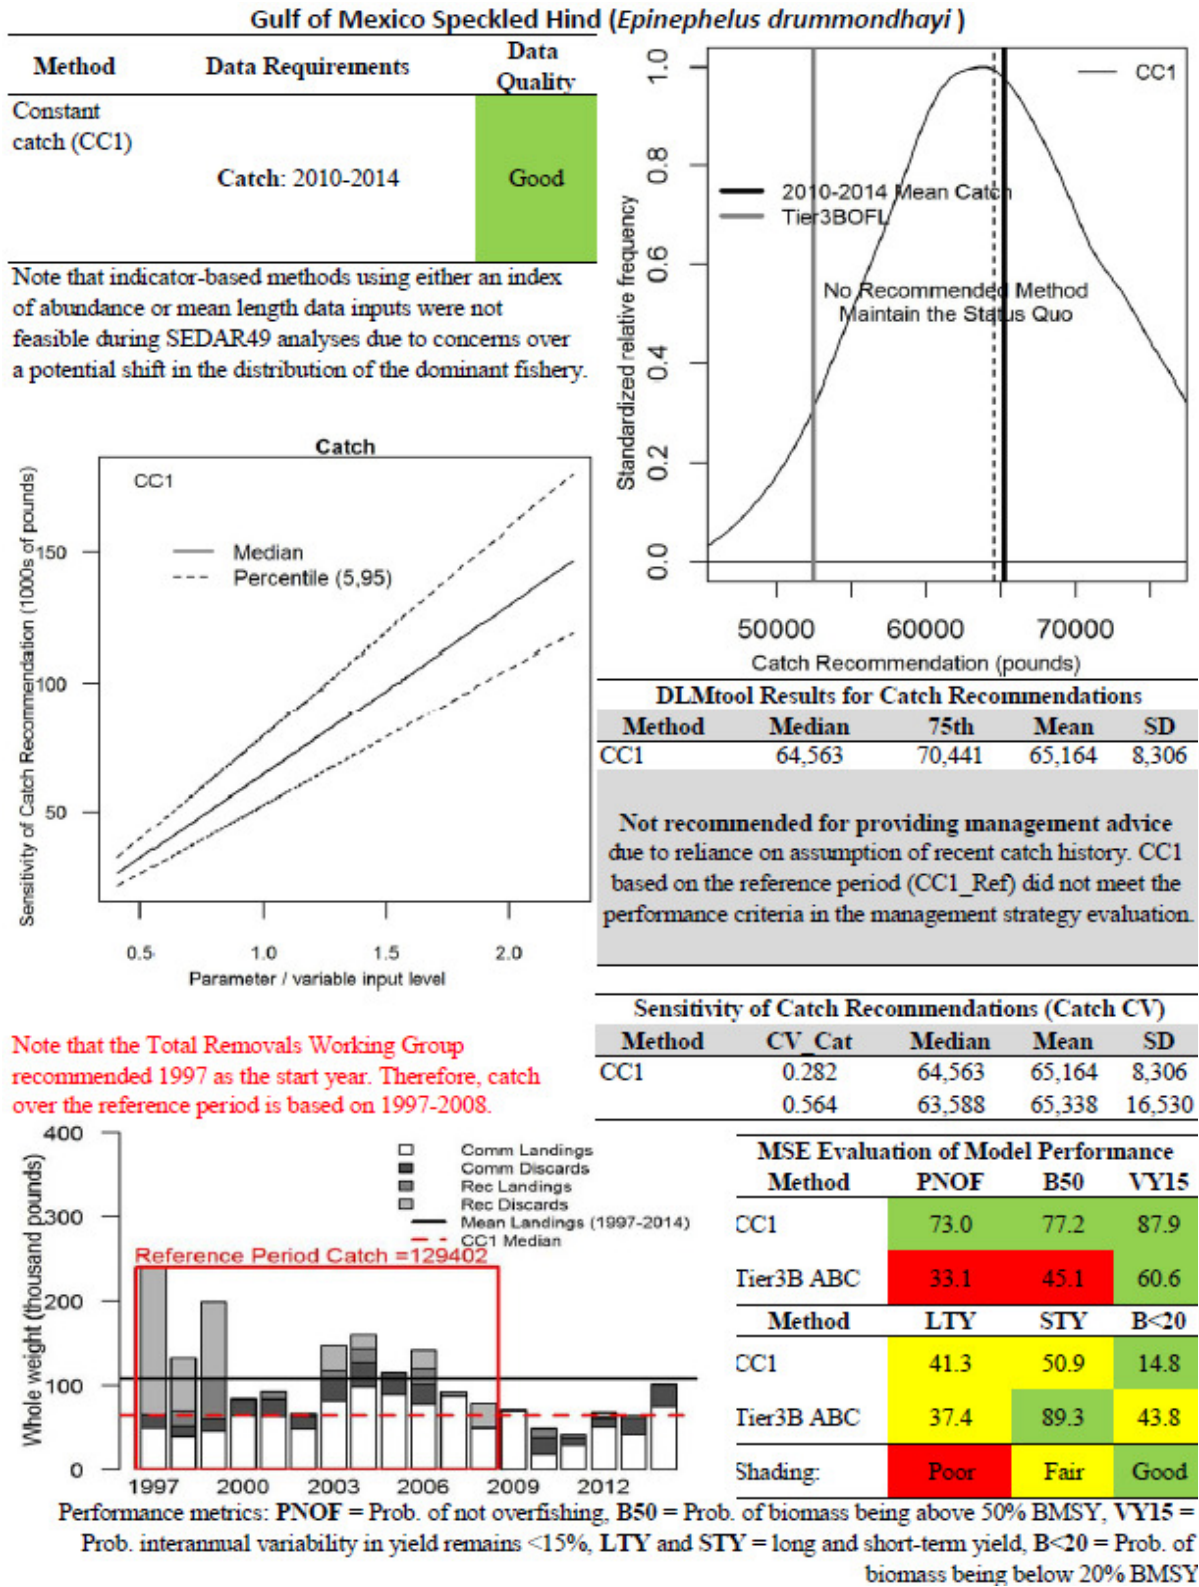 Gulf of Mexico Speckled Hind (Epinephelus drummondhayi )
Method Data Requirements Data Quality
Constant catch (CC1)
Catch: 2010-2014 Good
Note that indicator-based methods using either an index
of abundance or mean length data inputs were not
feasible during SEDAR49 analyses due to concerns over
a potential shift in the distribution of the dominant fishery.
CC1
2010-2014 Mean Catch
Tier3BOFL
No Recommended Method
Maintain the Status Quo
Standardized relative frequency
0.0 0.2 0.4 0.6 0.8 1.0
50000 60000 70000
Catch Recommendation (pounds)
Catch
CC1
Median
Percentile (5,95)
Sensitivity of Catch Recommendation (1000s of pounds)
50 100 150
0.5 1.0 1.5 2.0
Parameter / variable input level
DLMtool Results for Catch Recommendations
Method Median 75th Mean SD
CC1 64,563 70,441 65,164 8,306
Not recommended for providing management advice
due to reliance on assumption of recent catch history. CC1
based on the reference period (CC1_Ref) did not meet the
performance criteria in the management strategy evaluation.
Sensitivity of Catch Recommendations (Catch CV)
Method CV_Cat Median Mean SD
CC1 0.282 64,563 65,164 8,306
0.564 63,588 65,338 16,530
Note that the Total Removals Working Group
recommended 1997 as the start year. Therefore, catch
over the reference period is based on 1997-2008.
Comm Landings
Comm Discards
Rec Landings
Rec Discards
Mean Landings (1997-2014)
CC1 Median
Reference Period Catch =129402
Whole weight (thousand pounds)
0 100 200 300 400
1997 2000 2003 2006 2009 2012
MSE Evaluation of Model Performance
Method PNOF B50 VY15
CC1 73.0 77.2 87.9
Tier3B ABC 33.1 45.1 60.6
Method LTY STY B<20
CC1 41.3 50.9 14.8
Tier3B ABC 37.4 89.3 43.8
Shading: Poor Fair Good
Performance metrics: PNOF = Prob. of not overfishing, B50 = Prob. of biomass being above 50% BMSY, VY15 =
Prob. interannual variability in yield remains <15%, LTY and STY = long and short-term yield, B<20 = Prob. of
biomass being below 20% BMSY